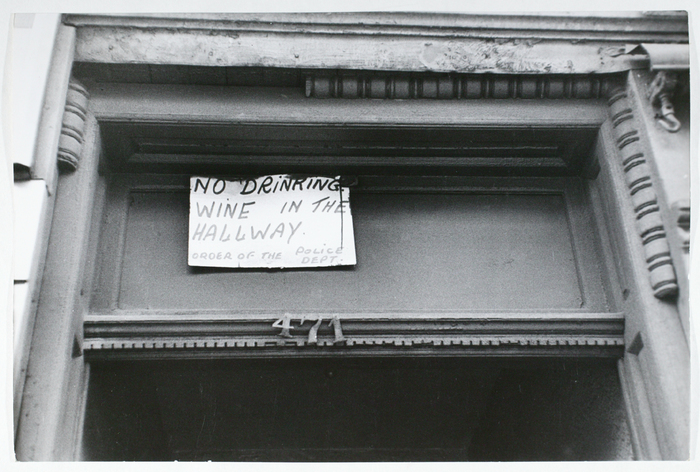 NO DRINKING
WINE IN THE
HALLWAY.
ORDER OF THE POLICE
DEPT.
471